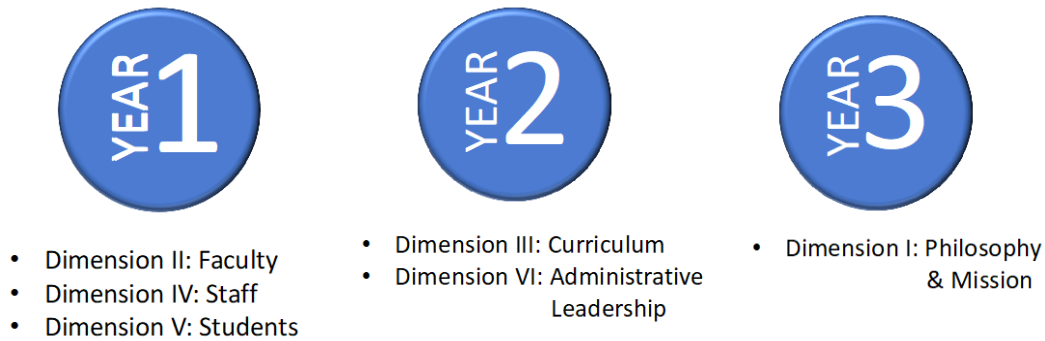 YEAR 1
• Dimension II: Faculty
• Dimension IV: Staff
• Dimension V: Students
YEAR 2
• Dimension III: Curriculum
• Dimension VI: Administrative
Leadership
YEAR 3
• Dimension I: Philosophy
& Mission